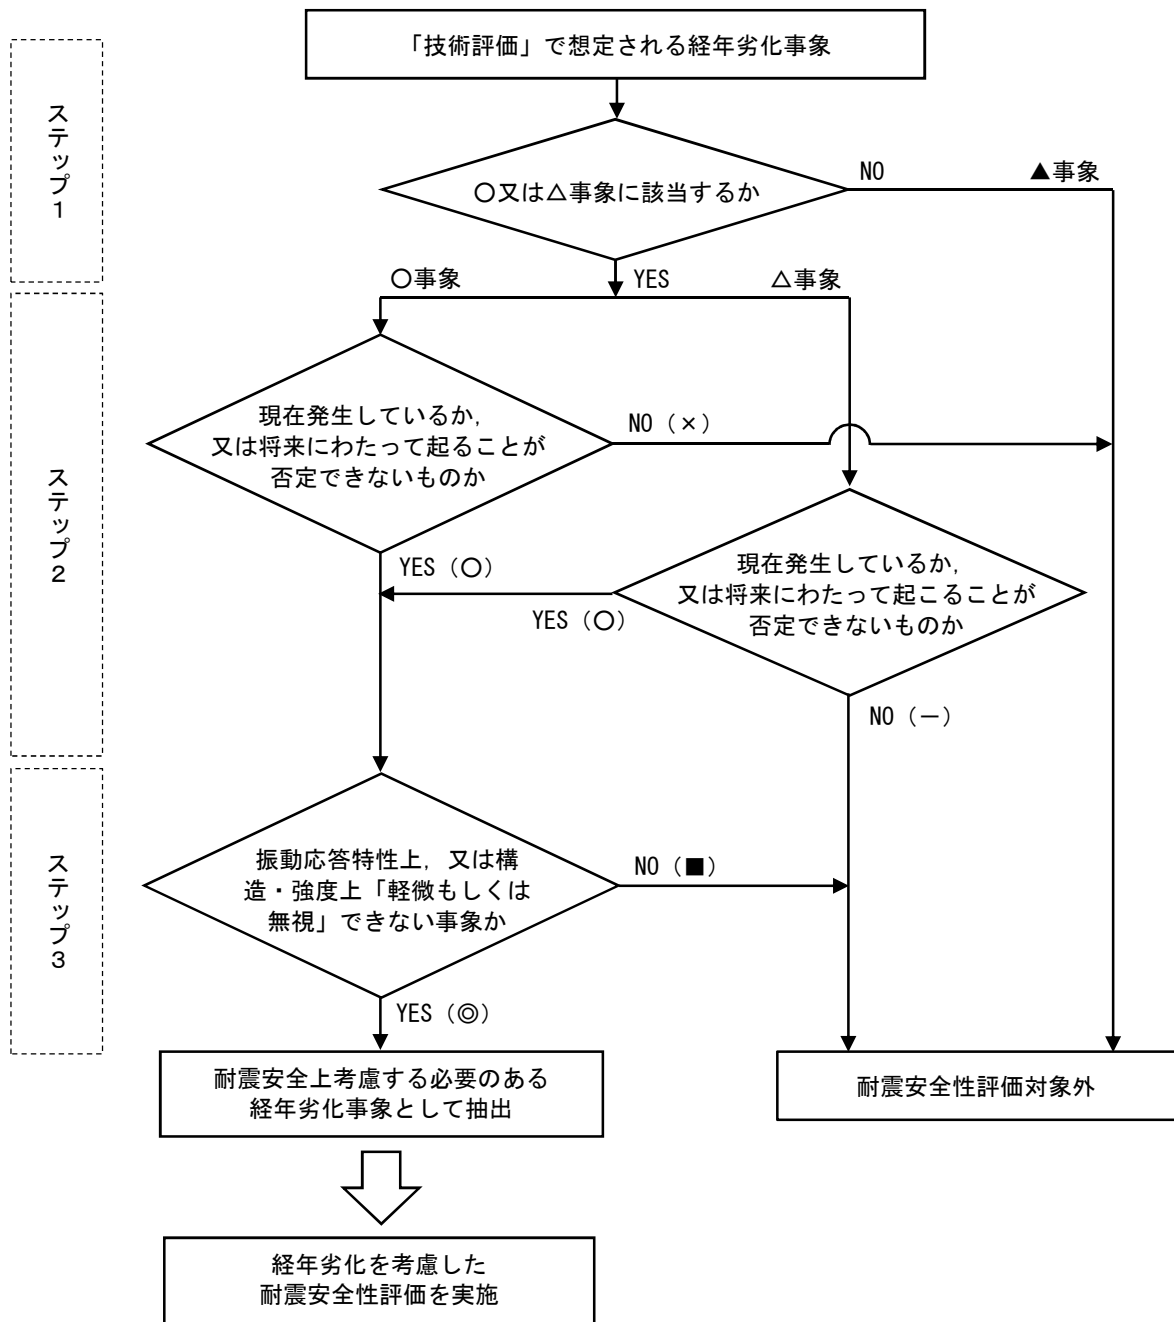 「技術評価」で想定される経年劣化事象
ステップ1
○又は△事象に該当するか
NO
▲事象
YES
○事象
△事象
ステップ2
現在発生しているか,
又は将来にわたって起ることが
否定できないものか
NO（×）
YES（○）
現在発生しているか,
又は将来にわたって起こることが
否定できないものか
YES（○）
NO（－）
ステップ3
振動応答特性上，又は構
造・強度上「軽微もしくは
無視」できない事象か
NO（■）
YES（◎）
耐震安全上考慮する必要のある
経年劣化事象として抽出
耐震安全性評価対象外
経年劣化を考慮した
耐震安全性評価を実施